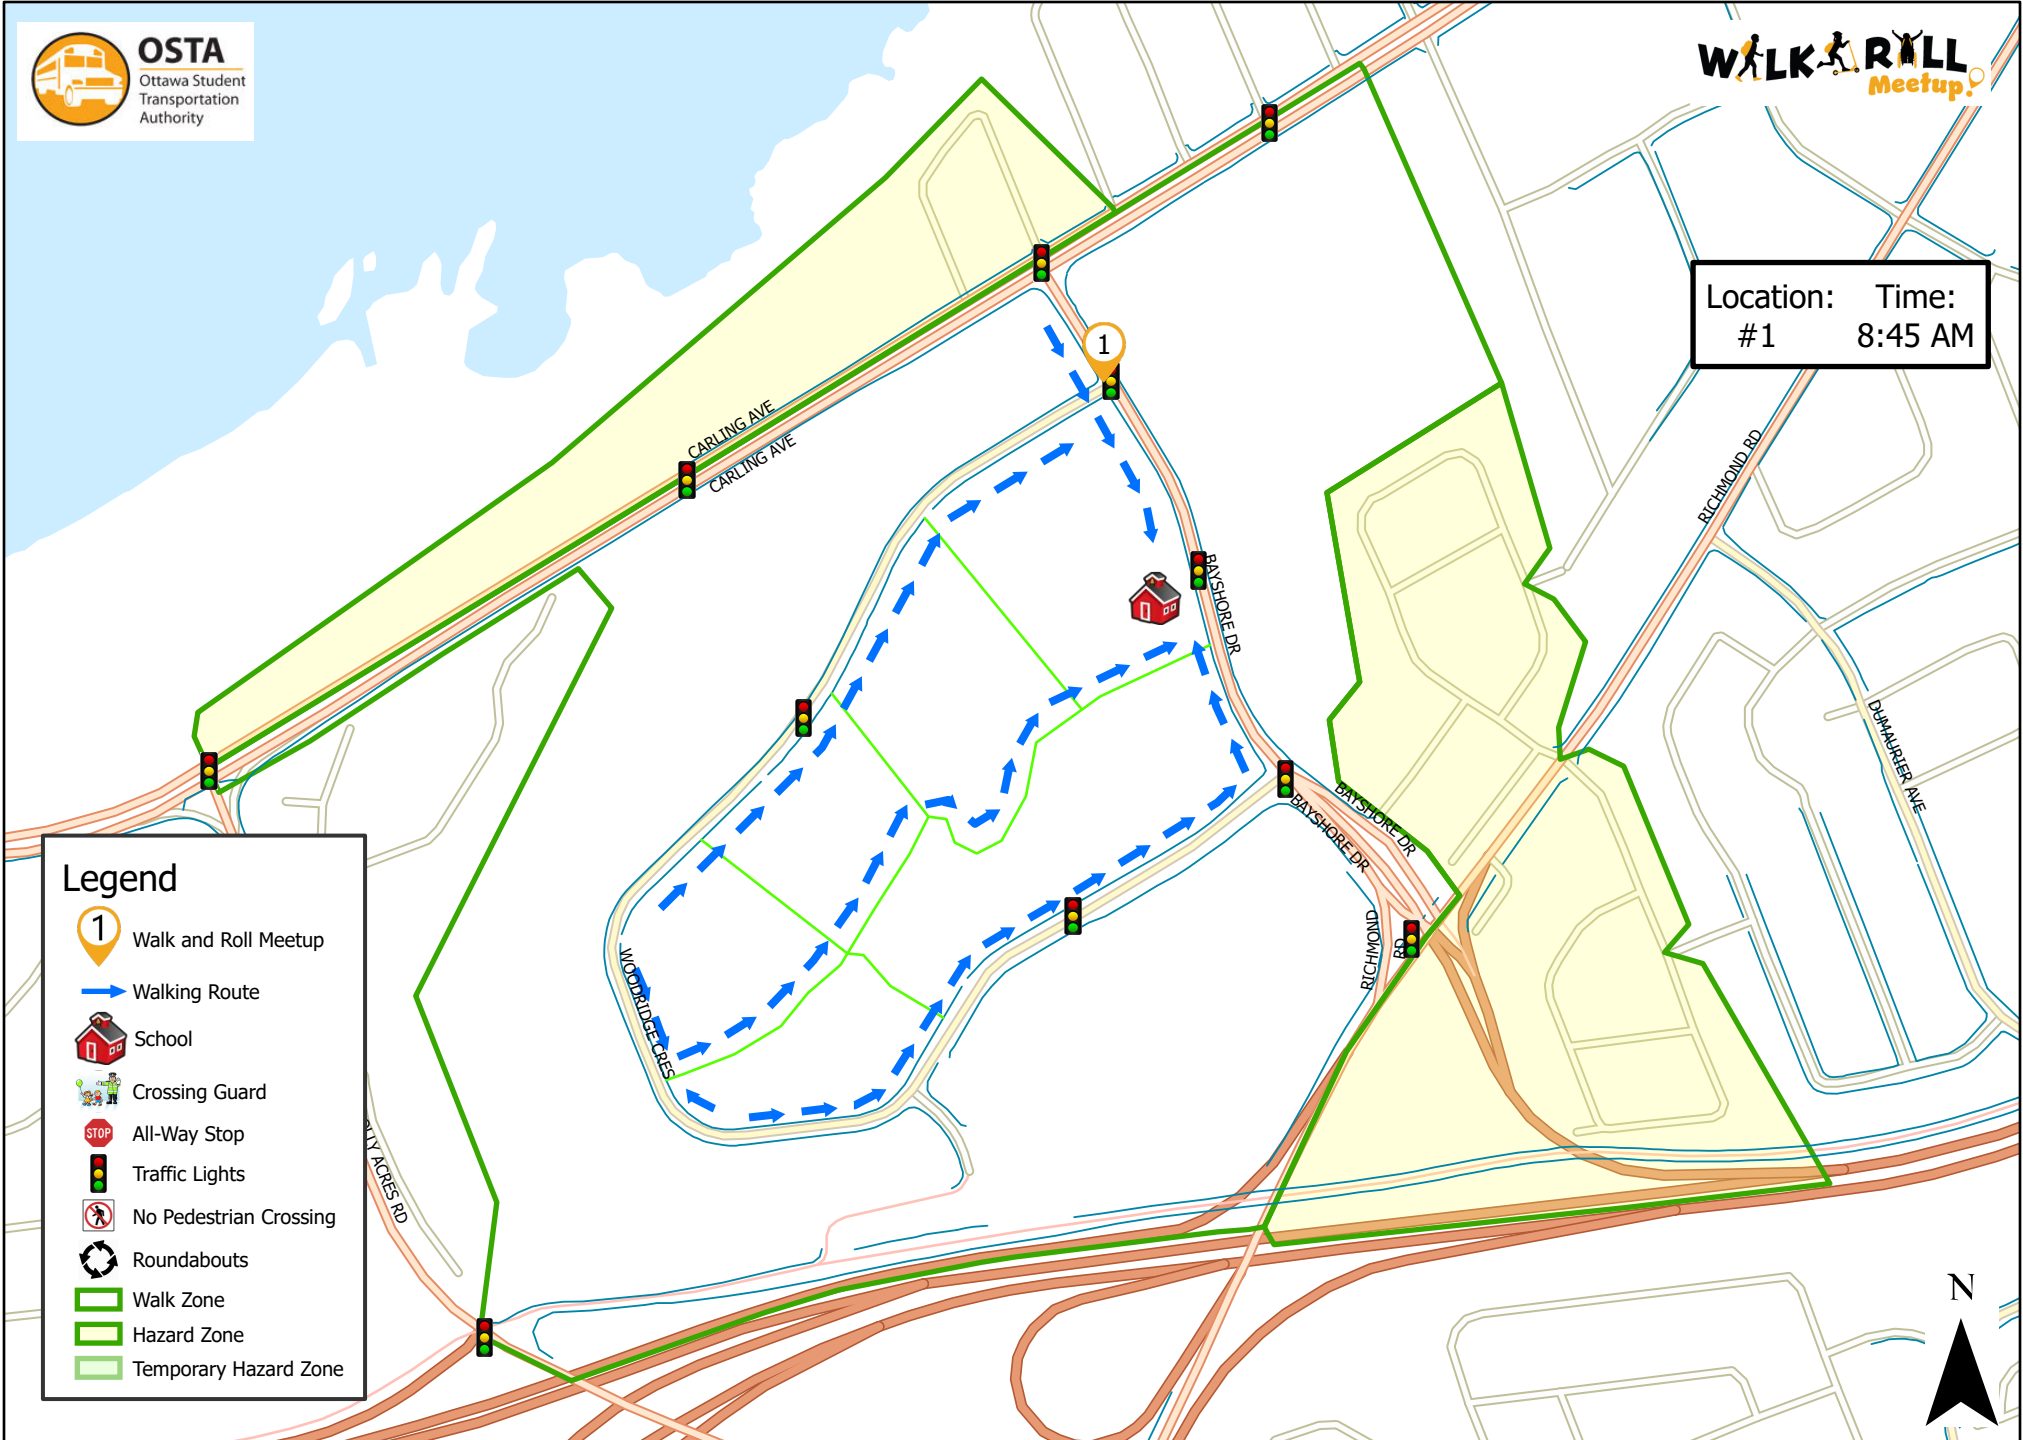 OSTA
Ottawa Student
Transportation
Authority
WALK & ROLL
Meetup!
Location: Time:
#1 8:45 AM
1
CARLING AVE
CARLING AVE
RICHMOND RD
BAYSHORE DR
DUMAURIER AVE
BAYSHORE DR
BAYSHORE DR
RICHMOND
RD
WOODRIDGE CRES
ACRES RD
Legend
1 Walk and Roll Meetup
Walking Route
School
Crossing Guard
STOP All-Way Stop
Traffic Lights
No Pedestrian Crossing
Roundabouts
Walk Zone
Hazard Zone
Temporary Hazard Zone
N